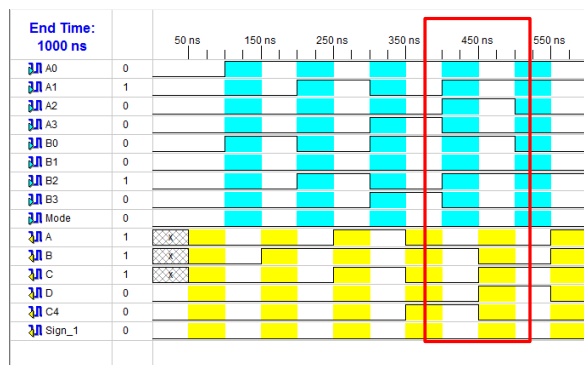 End Time:
1000 ns
50 ns 150 ns 250 ns 350 ns 450 ns 550 ns
A0 0
A1 1
A2 0
A3 0
B0 0
B1 0
B2 1
B3 0
Mode 0
A 1 X
B 1
C 1 X
D 0
C4 0
Sign_1 0